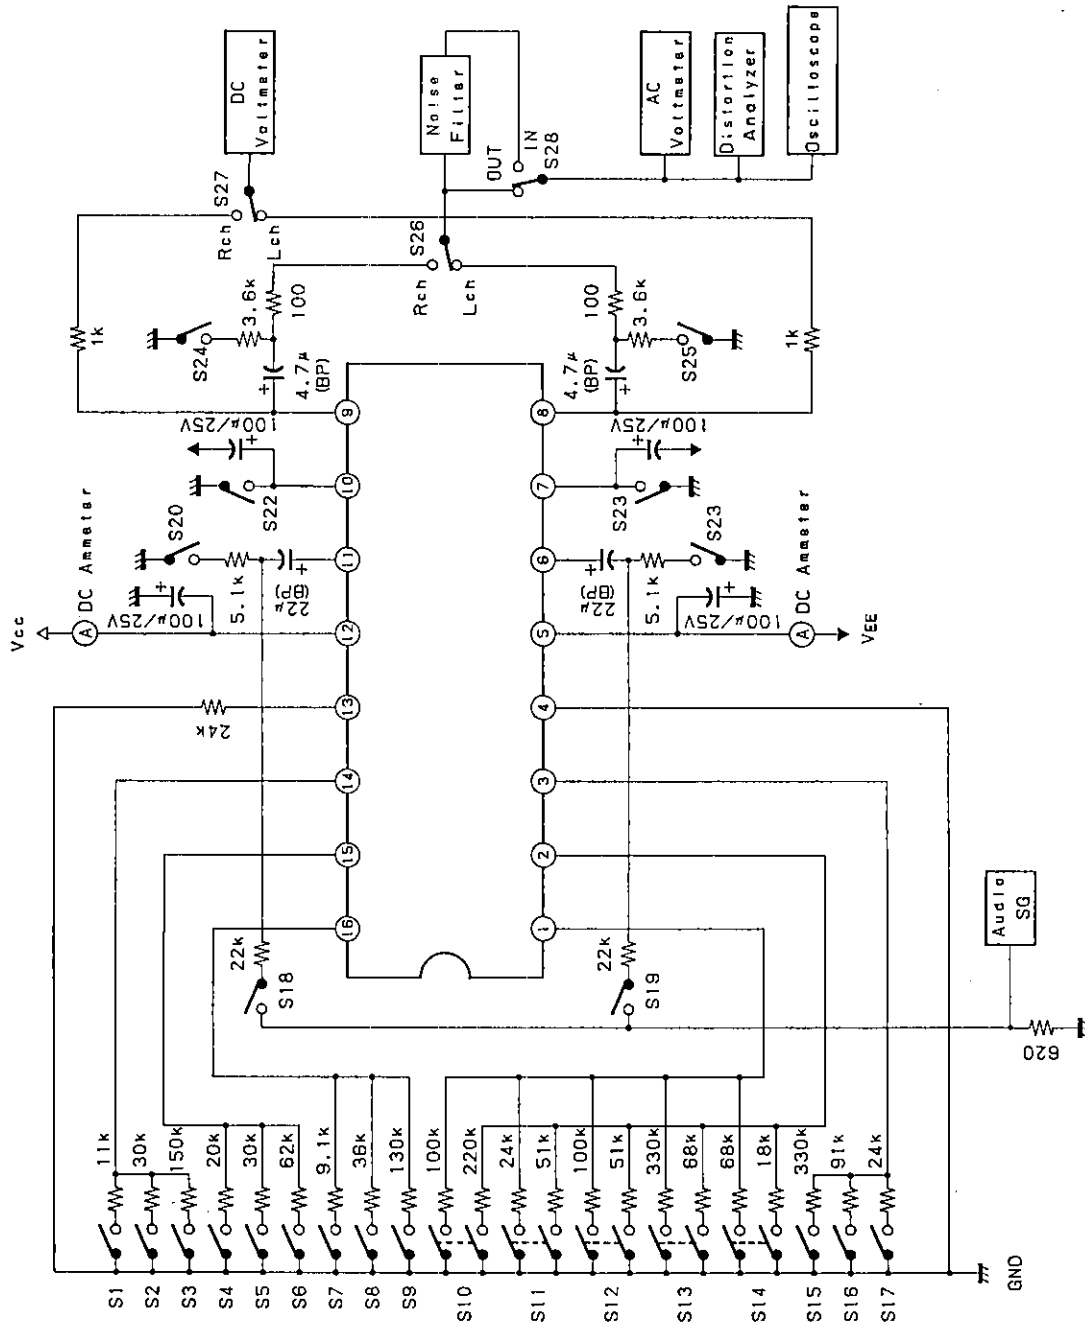 DC
Voltmeter
Noise
Filter
AC
Voltmeter
Distortion
Analyzer
Oscilloscope
OUT
IN
S28
S27
Rch
Lch
S26
Rch
Lch
1k
S24
3.6k
100
4.7μ
(BP)
100
3.6k
S25
1k
4.7μ
(BP)
9
8
100μ/25V
100μ/25V
S22
10
7
S23
S20
5.1k
22μ
(BP)
11
6
22μ
(BP)
5.1k
S23
Vcc
A
DC Ammeter
100μ/25V
12
5
100μ/25V
A
DC Ammeter
VEE
24k
13
4
14
3
15
2
16
1
22k
S18
22k
S19
Audio
SG
620
11k
30k
150k
20k
30k
62k
9.1k
36k
130k
100k
220k
24k
51k
100k
51k
330k
68k
68k
18k
330k
91k
24k
S1
S2
S3
S4
S5
S6
S7
S8
S9
S10
S11
S12
S13
S14
S15
S16
S17
GND